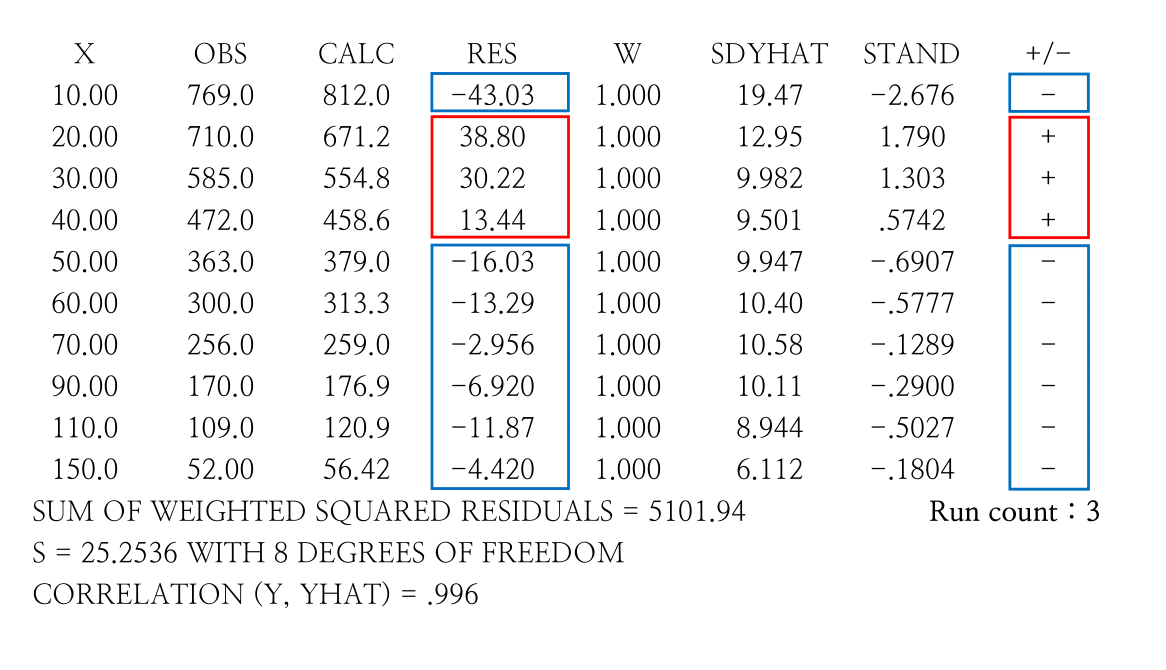 X OBS CALC RES W SDYHAT STAND +/−
10.00 769.0 812.0 −43.03 1.000 19.47 −2.676 −
20.00 710.0 671.2 38.80 1.000 12.95 1.790 +
30.00 585.0 554.8 30.22 1.000 9.982 1.303 +
40.00 472.0 458.6 13.44 1.000 9.501 .5742 +
50.00 363.0 379.0 −16.03 1.000 9.947 −.6907 −
60.00 300.0 313.3 −13.29 1.000 10.40 −.5777 −
70.00 256.0 259.0 −2.956 1.000 10.58 −.1289 −
90.00 170.0 176.9 −6.920 1.000 10.11 −.2900 −
110.0 109.0 120.9 −11.87 1.000 8.944 −.5027 −
150.0 52.00 56.42 −4.420 1.000 6.112 −.1804 −
SUM OF WEIGHTED SQUARED RESIDUALS = 5101.94 Run count : 3
S = 25.2536 WITH 8 DEGREES OF FREEDOM
CORRELATION (Y, YHAT) = .996